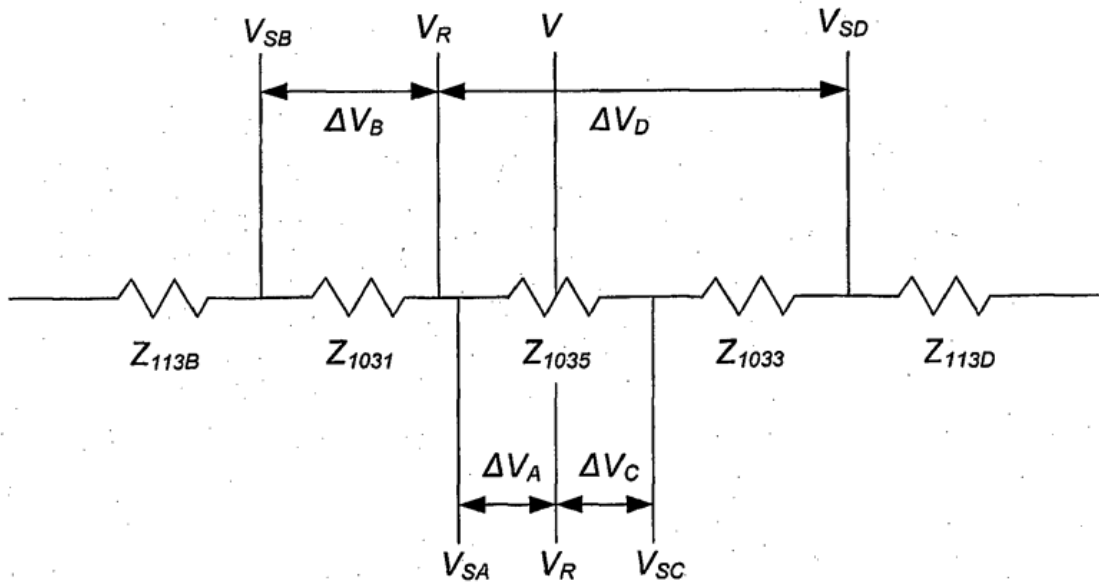 V_SB V_R V V_SD
ΔV_B ΔV_D
Z_113B Z_1031 Z_1035 Z_1033 Z_113D
ΔV_A ΔV_C
V_SA V_R V_SC